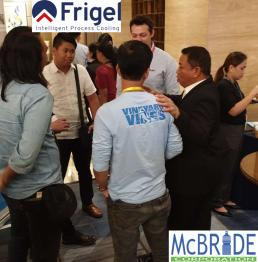 Frigel
Intelligent Process Cooling
VINEYARD
VINES
McBRIDE
CORPORATION